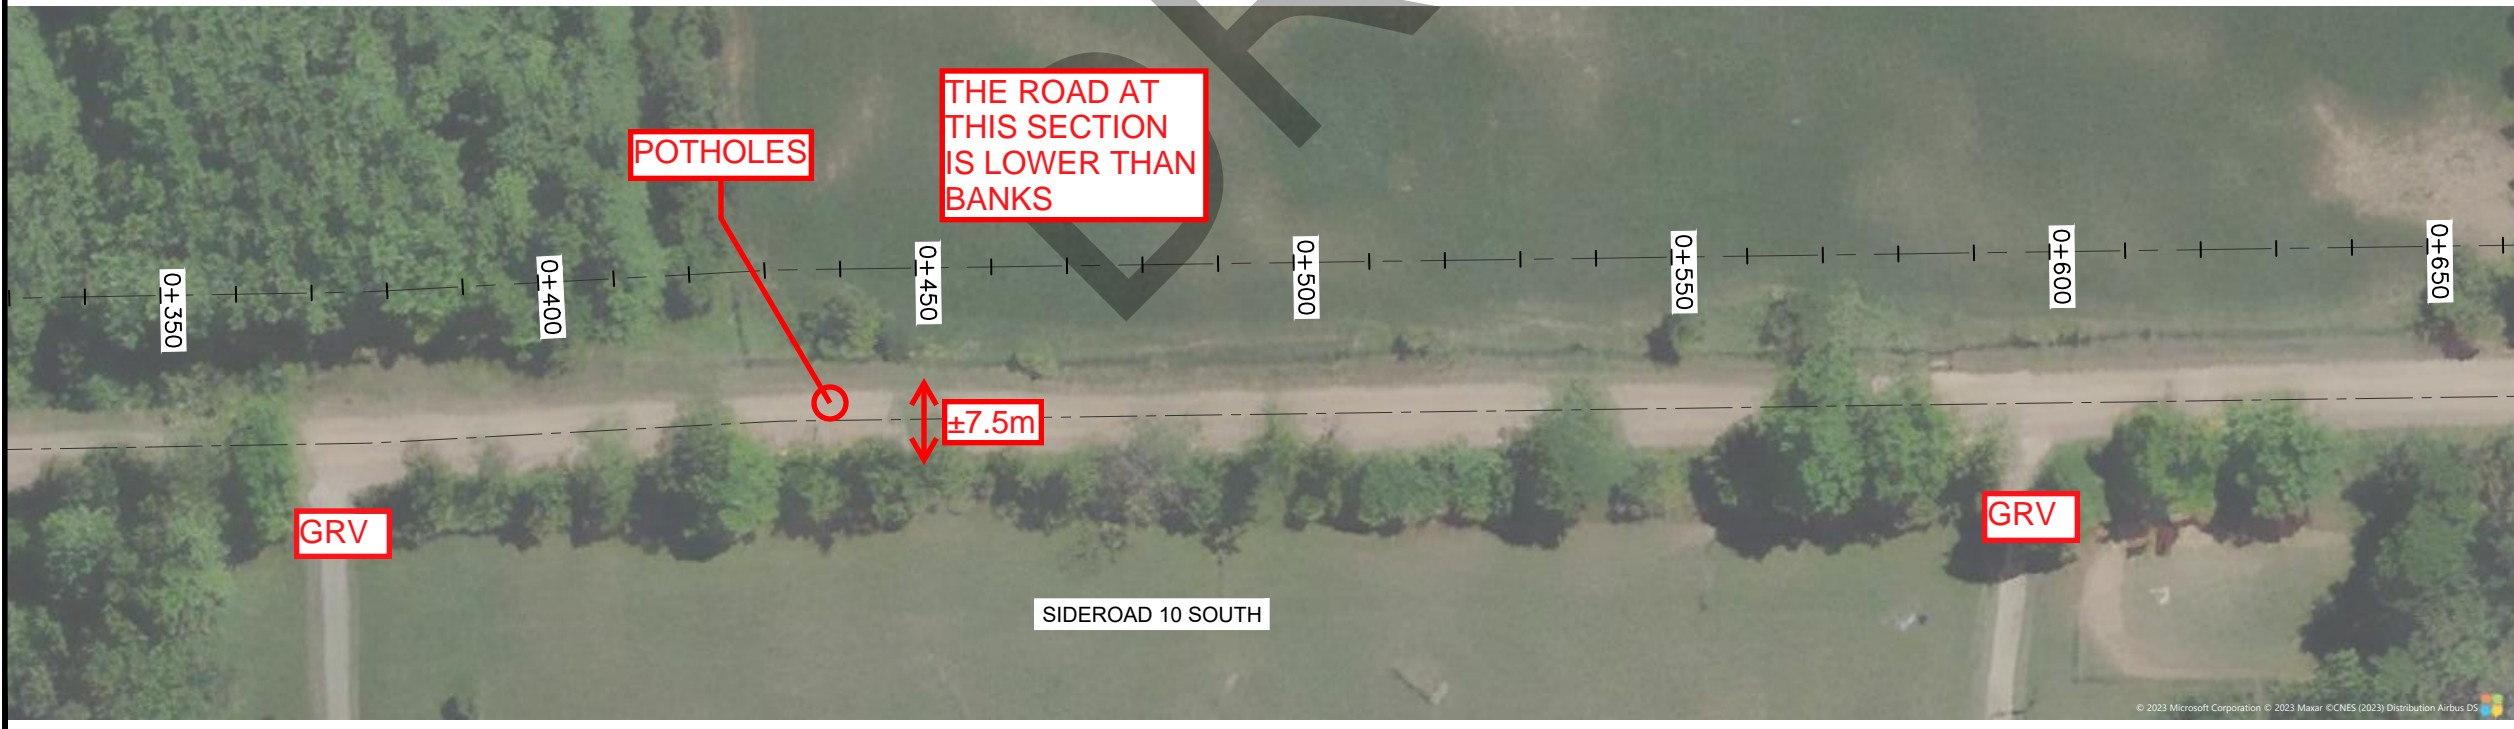 THE ROAD AT
THIS SECTION
IS LOWER THAN
BANKS
POTHOLES
0+350
0+400
0+450
0+500
0+550
0+600
0+650
±7.5m
GRV
GRV
SIDEROAD 10 SOUTH
© 2023 Microsoft Corporation © 2023 Maxar ©CNES (2023) Distribution Airbus DS